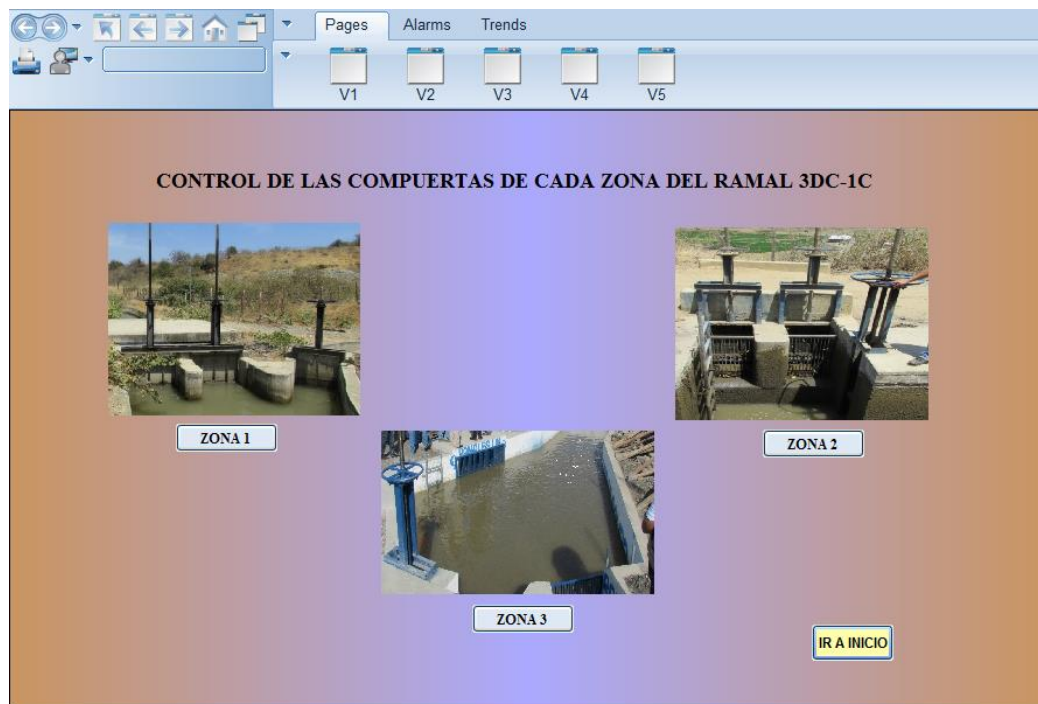 Pages Alarms Trends
V1 V2 V3 V4 V5
CONTROL DE LAS COMPUERTAS DE CADA ZONA DEL RAMAL 3DC-1C
ZONA 1
ZONA 2
ZONA 3
IR A INICIO